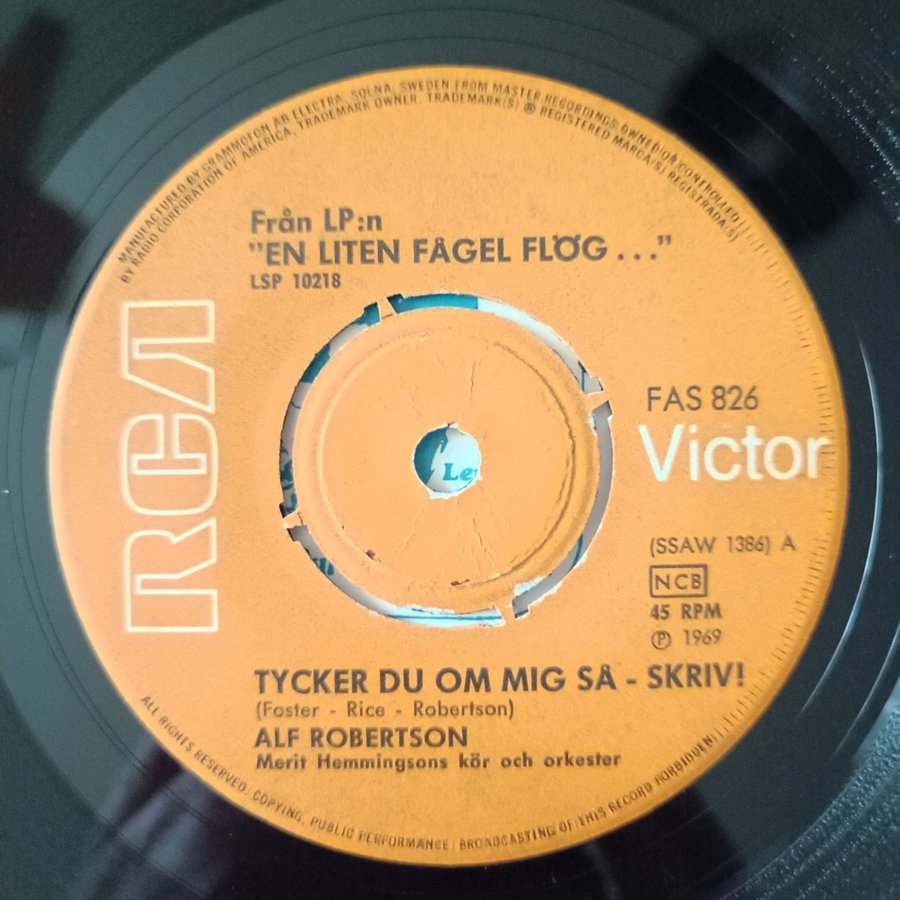 MANUFACTURED BY GRAMMOFON AB ELECTRA, SOLNA, SWEDEN FROM MASTER RECORDINGS OWNED/OR CONTROLLED
BY RADIO CORPORATION OF AMERICA, TRADEMARK OWNER. TRADEMARK(S) ® REGISTERED MARCA(S) REGISTRADA(S)
Från LP:n
"EN LITEN FÅGEL FLÖG . . ."
LSP 10218
RCA
FAS 826
Victor
(SSAW 1386) A
NCB
45 RPM
Ⓟ 1969
TYCKER DU OM MIG SÅ - SKRIV!
(Foster - Rice - Robertson)
ALF ROBERTSON
Merit Hemmingsons kör och orkester
ALL RIGHTS RESERVED. COPYING, PUBLIC PERFORMANCE/BROADCASTING OF THIS RECORD FORBIDDEN